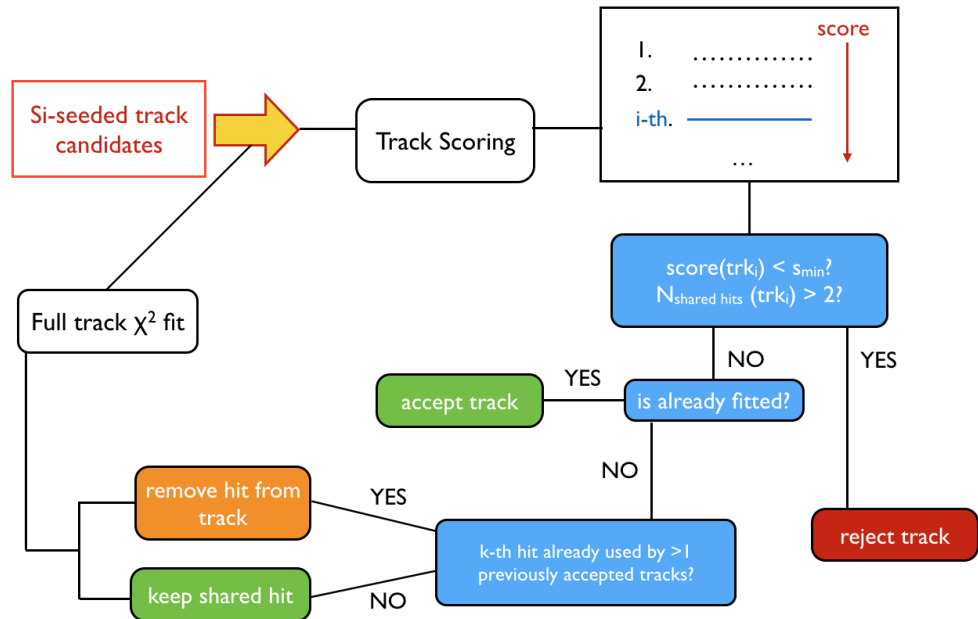 score
1. ..............
2. ..............
i-th.
...
Si-seeded track
candidates
Track Scoring
score(trkᵢ) < sₘᵢₙ?
N_shared hits (trkᵢ) > 2?
Full track χ² fit
NO
YES
YES
accept track
is already fitted?
NO
remove hit from
track
YES
k-th hit already used by >1
previously accepted tracks?
reject track
keep shared hit
NO